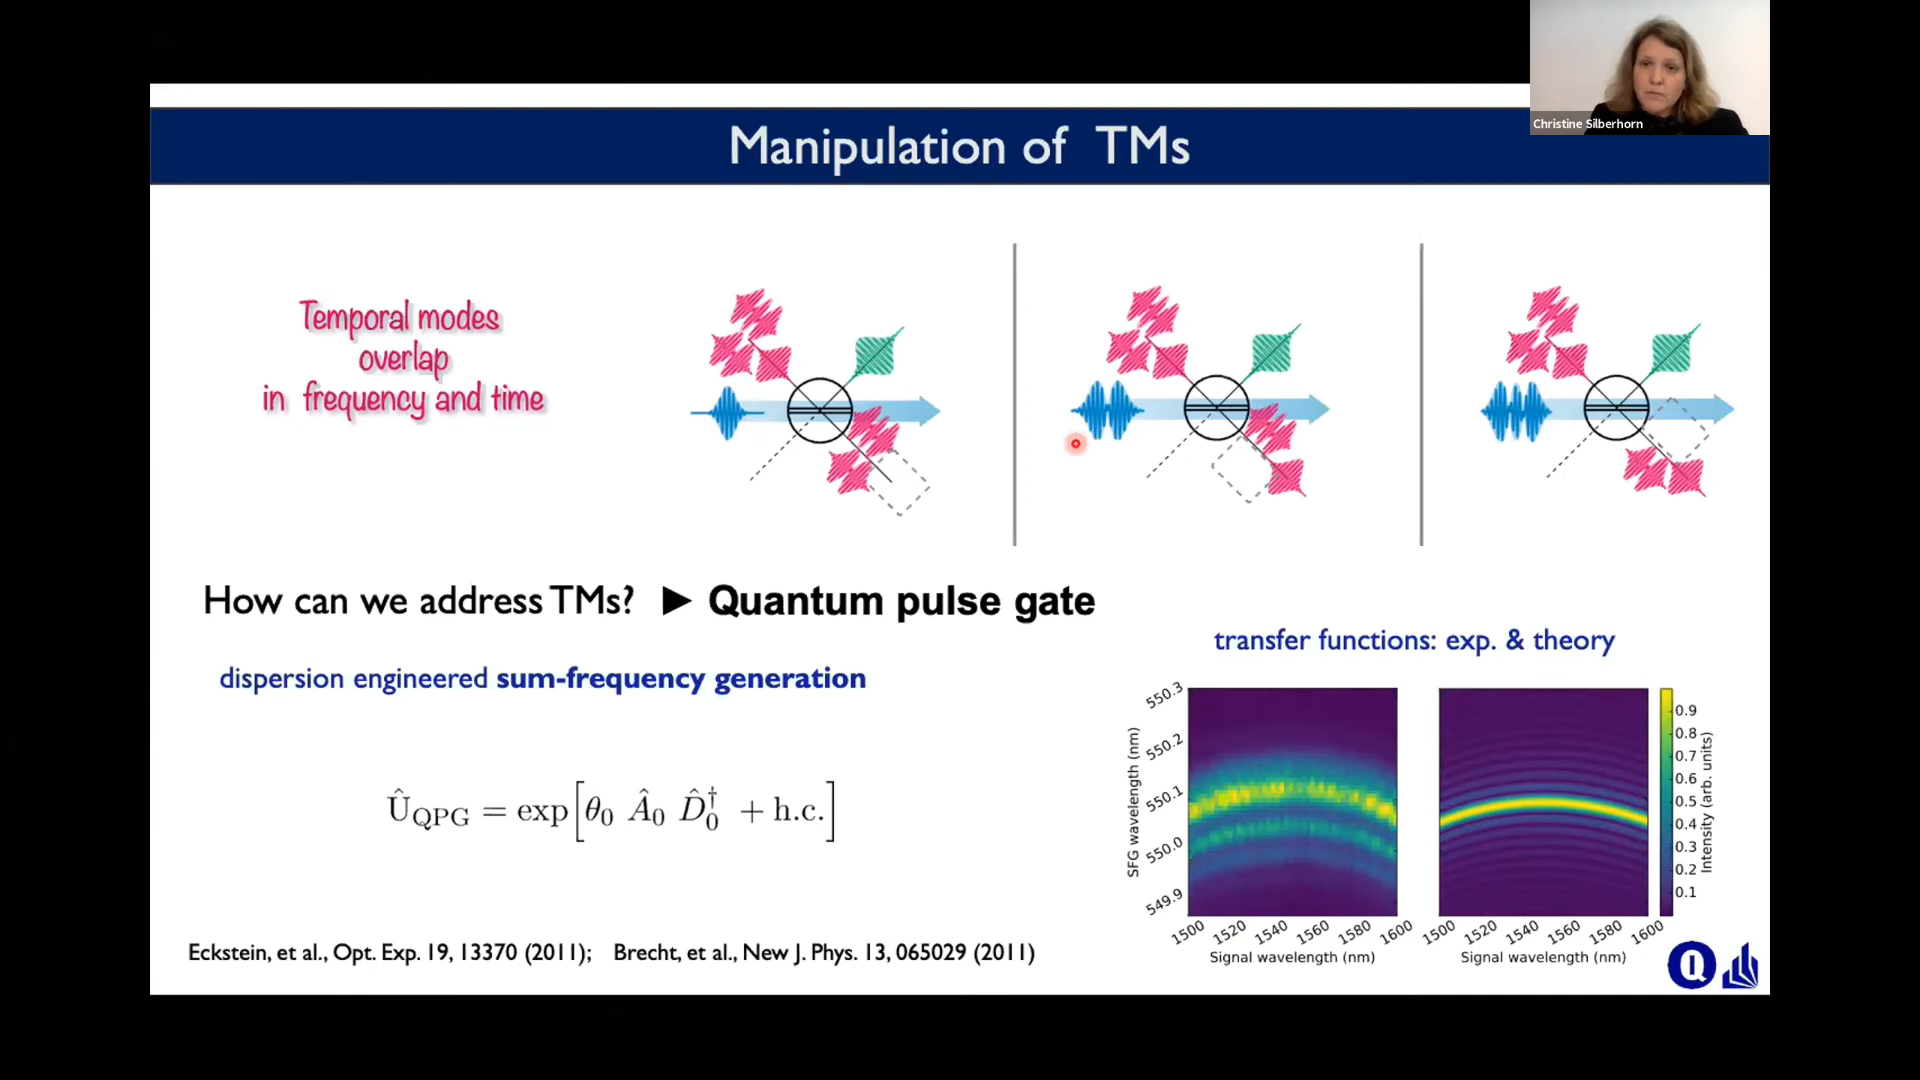 Christine Silberhorn
Manipulation of TMs
Temporal modes
overlap
in frequency and time
How can we address TMs? ► Quantum pulse gate
dispersion engineered sum-frequency generation
Û_QPG = exp[θ₀ Â₀ D̂₀† + h.c.]
transfer functions: exp. & theory
SFG wavelength (nm)
550.3
550.2
550.1
550.0
549.9
1500 1520 1540 1560 1580 1600
Signal wavelength (nm)
1500 1520 1540 1560 1580 1600
Signal wavelength (nm)
0.9
0.8
0.7
0.6
0.5
0.4
0.3
0.2
0.1
Intensity (arb. units)
Eckstein, et al., Opt. Exp. 19, 13370 (2011); Brecht, et al., New J. Phys. 13, 065029 (2011)
Q